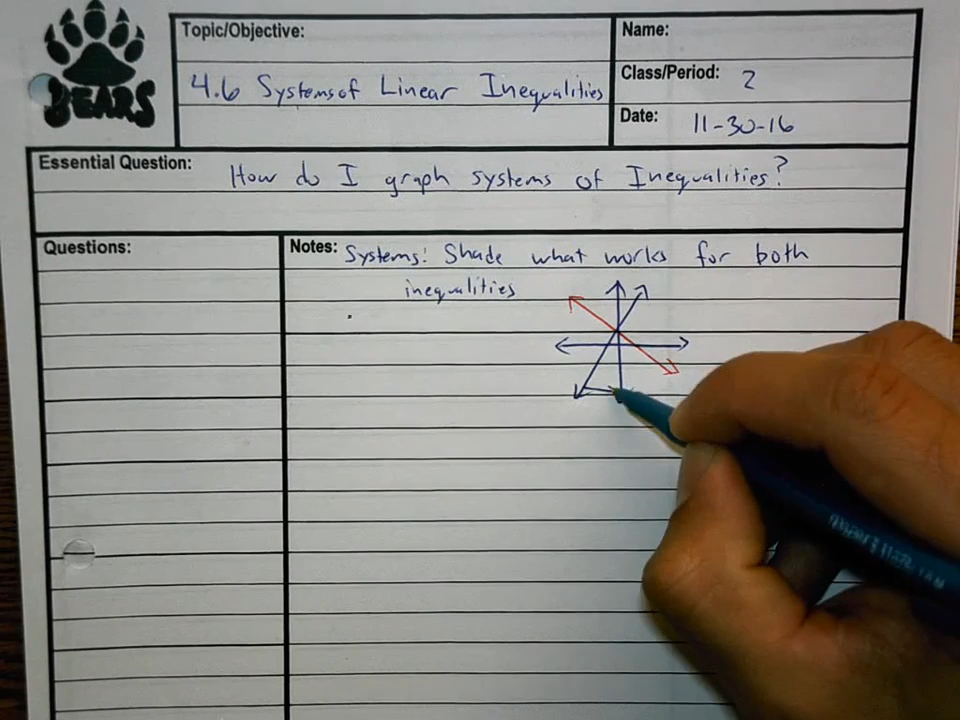 BEARS
Topic/Objective:
4.6 Systems of Linear Inequalities
Name:
Class/Period: 2
Date: 11-30-16
Essential Question: How do I graph systems of Inequalities?
Questions:
Notes: Systems: Shade what works for both
inequalities